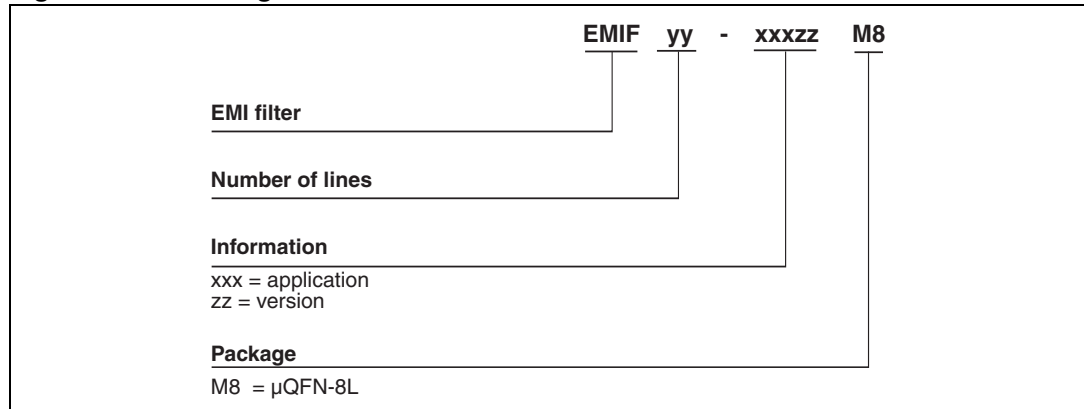 EMIF yy - xxxzz M8
EMI filter
Number of lines
Information
xxx = application
zz = version
Package
M8 = µQFN-8L